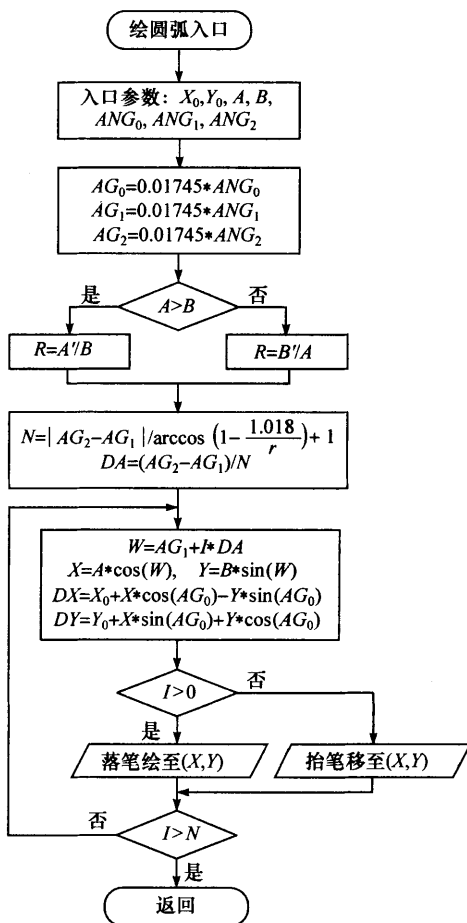 绘圆弧入口
入口参数: X₀,Y₀, A, B,
ANG₀, ANG₁, ANG₂
AG₀=0.01745*ANG₀
AG₁=0.01745*ANG₁
AG₂=0.01745*ANG₂
是
A>B
否
R=A'/B
R=B'/A
N=|AG₂−AG₁|/arccos (1−1.018/r)+1
DA=(AG₂−AG₁)/N
W=AG₁+I*DA
X=A*cos(W), Y=B*sin(W)
DX=X₀+X*cos(AG₀)−Y*sin(AG₀)
DY=Y₀+X*sin(AG₀)+Y*cos(AG₀)
I>0
否
是
落笔绘至(X,Y)
抬笔移至(X,Y)
否
I>N
是
返回